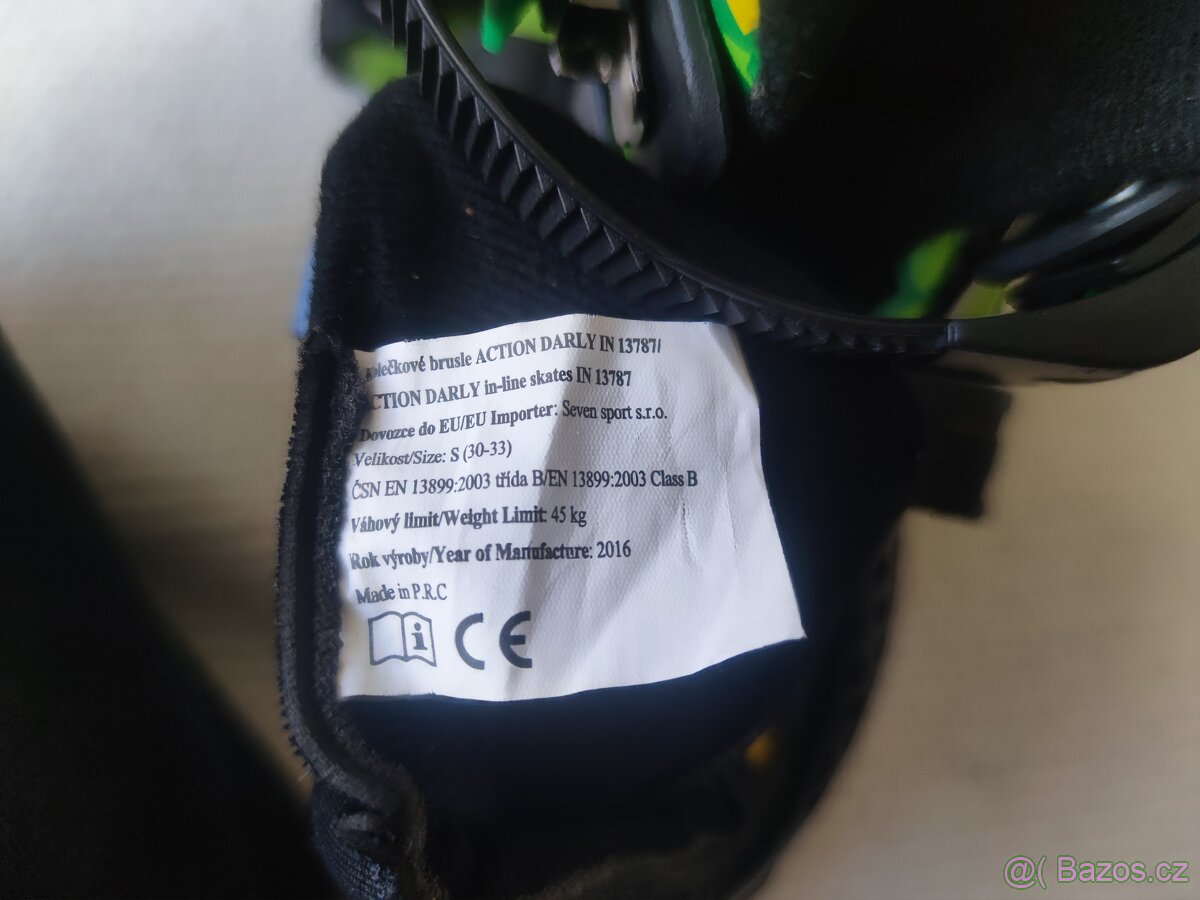 Kolečkové brusle ACTION DARLY IN 13787/
ACTION DARLY in-line skates IN 13787
Dovozce do EU/EU Importer: Seven sport s.r.o.
Velikost/Size: S (30-33)
ČSN EN 13899:2003 třída B/EN 13899:2003 Class B
Váhový limit/Weight Limit: 45 kg
Rok výroby/Year of Manufacture: 2016
Made in P.R.C
i CE
@( Bazos.cz